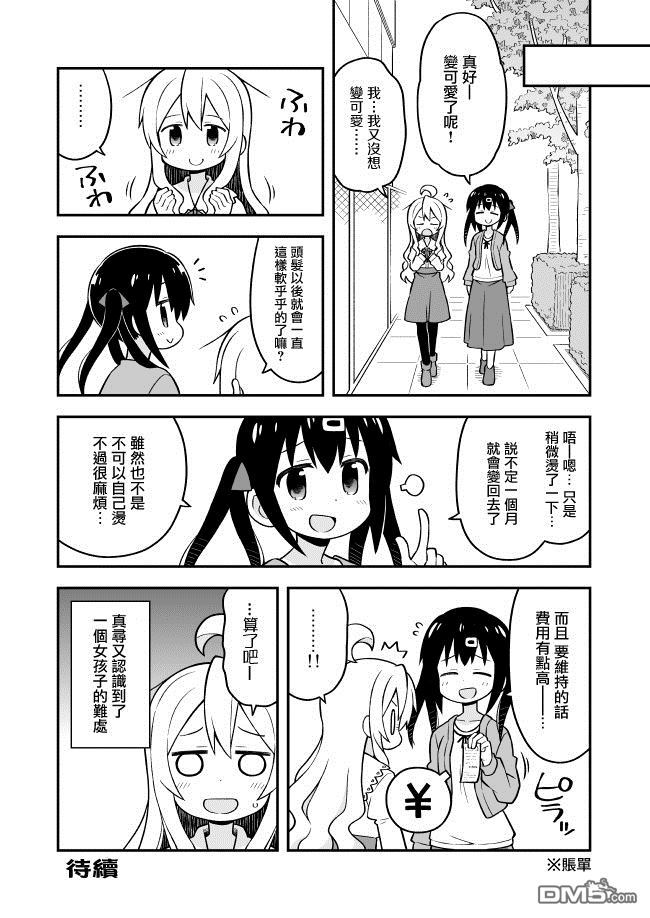 真好—
變可愛了呢！
我…我又沒想
變可愛……
ふわ
ふわ
………
頭髮以後就會一直
這樣軟乎乎的了嘛？
唔—嗯…只是
稍微燙了一下…
說不定一個月
就會變回去了
雖然也不是
不可以自己燙
不過很麻煩…
而且 要維持的話
費用有點高——…
ピラッ
¥
※賬單
………!!
…算了吧—
真尋又認識到了
一個女孩子的難處
待續
DM5.com